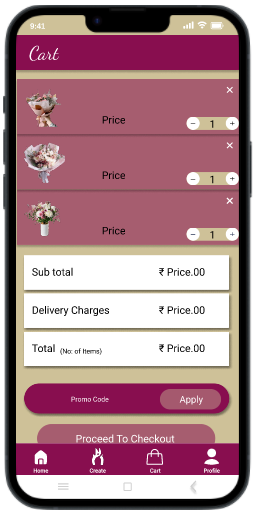 9:41
Cart
Price
1
Price
1
Price
1
Sub total ₹ Price.00
Delivery Charges ₹ Price.00
Total (No: of Items) ₹ Price.00
Promo Code Apply
Proceed To Checkout
Home Create Cart Profile